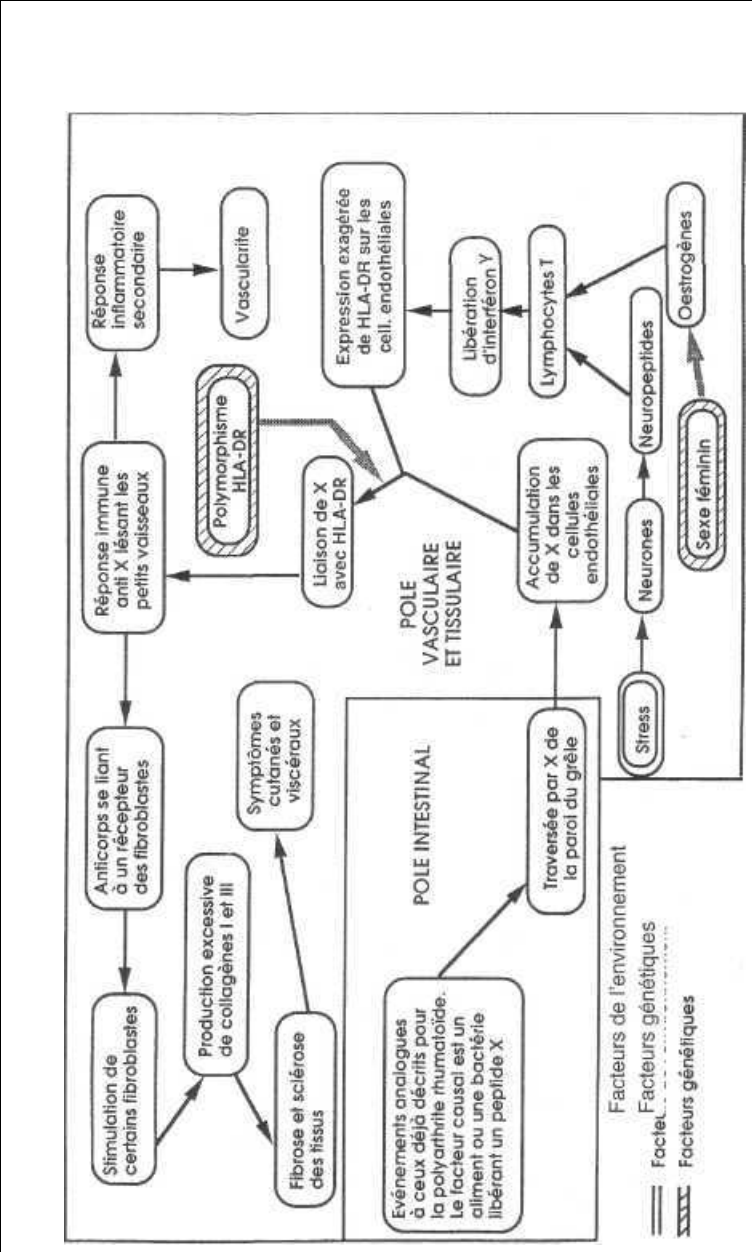 Evénements analogues
à ceux déjà décrits pour
la polyarthrite rhumatoïde.
Le facteur causal est un
aliment ou une bactérie
libérant un peptide X
POLE INTESTINAL
Traversée par X de
la paroi du grêle
Accumulation
de X dans les
cellules
endothéliales
POLE
VASCULAIRE
ET TISSULAIRE
Stress
Neurones
Neuropeptides
Sexe féminin
Oestrogènes
Lymphocytes T
Libération
d'interféron Y
Expression exagérée
de HLA-DR sur les
cell. endothéliales
Polymorphisme
HLA-DR
Liaison de X
avec HLA-DR
Réponse immune
anti X lésant les
petits vaisseaux
Réponse
inflammatoire
secondaire
Vascularite
Anticorps se liant
à un récepteur
des fibroblastes
Stimulation de
certains fibroblastes
Production excessive
de collagènes I et III
Fibrose et sclérose
des tissus
Symptômes
cutanés et
viscéraux
Facteurs de l'environnement
Facteurs génétiques
Facteurs génétiques